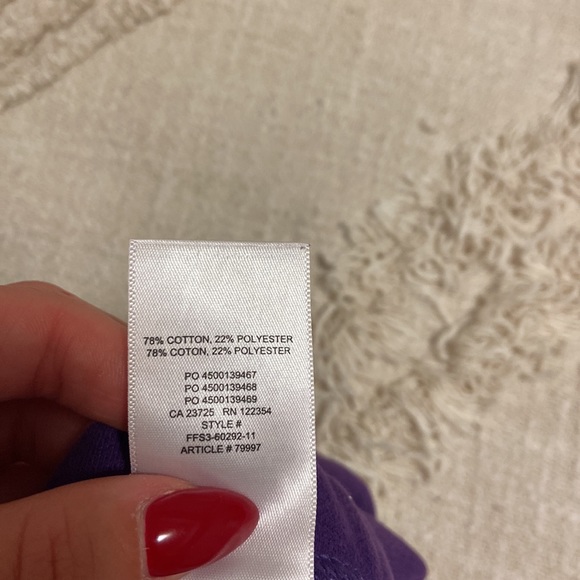 78% COTTON, 22% POLYESTER
78% COTON, 22% POLYESTER
PO 4500139467
PO 4500139468
PO 4500139469
CA 23725 RN 122354
STYLE #
FFS3-60292-11
ARTICLE # 79997